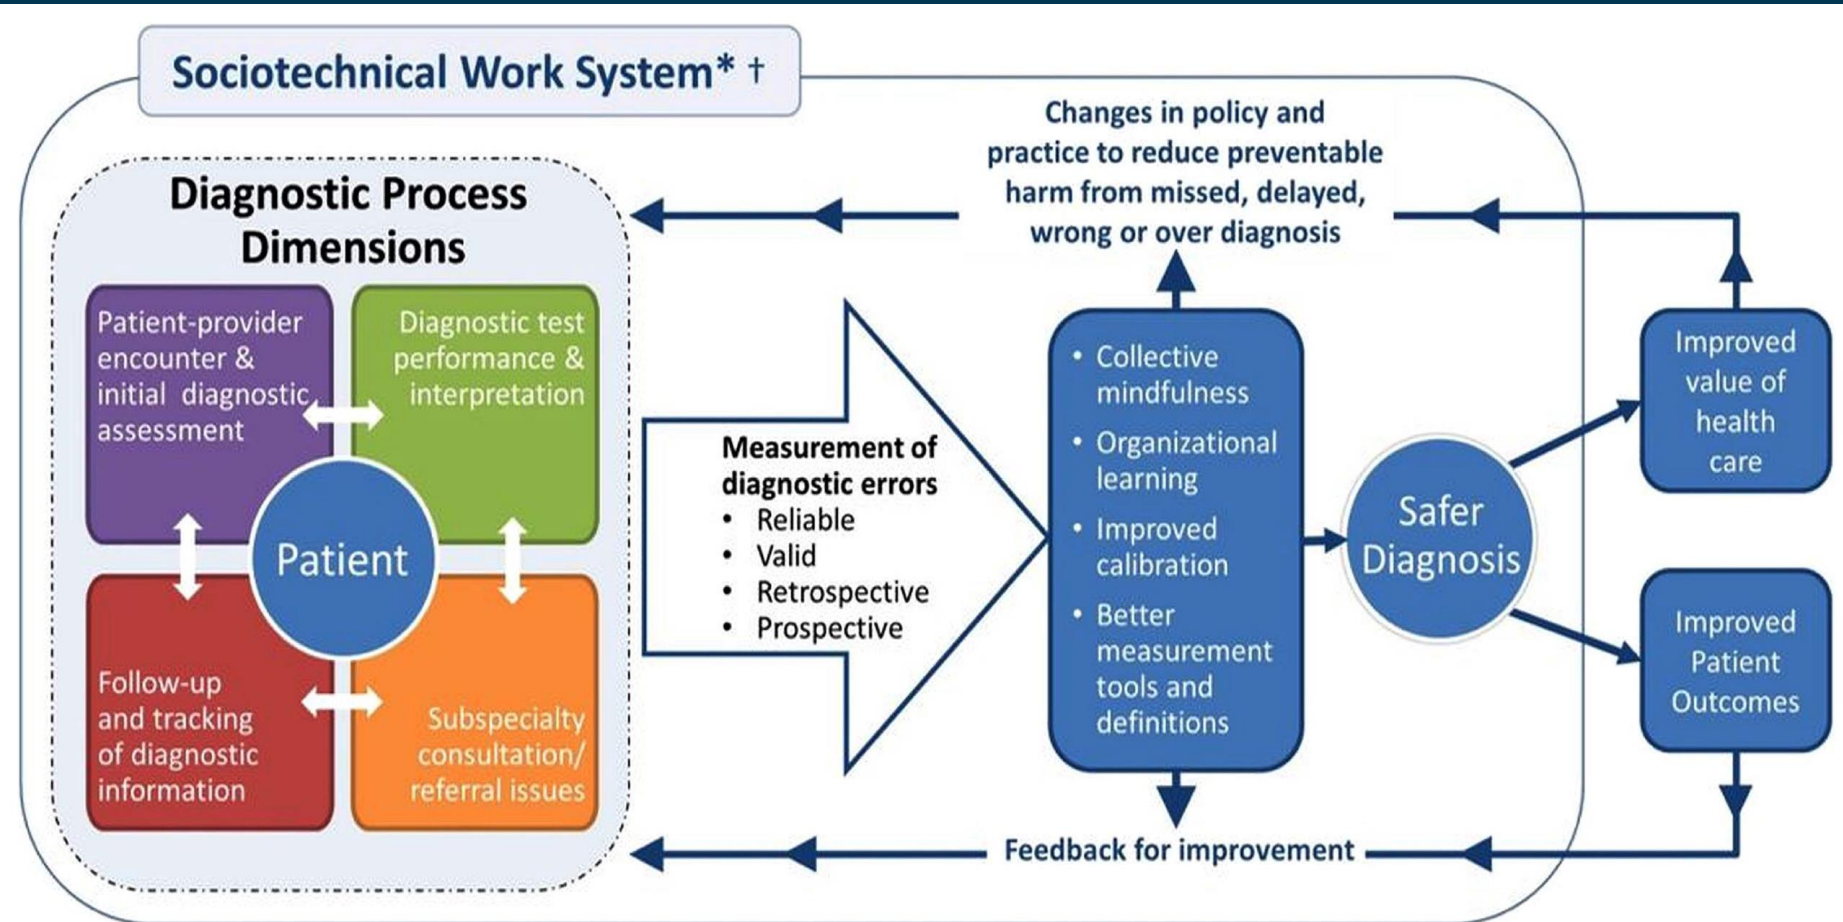 Sociotechnical Work System* †
Diagnostic Process
Dimensions
Patient-provider
encounter &
initial diagnostic
assessment
Diagnostic test
performance &
interpretation
Patient
Follow-up
and tracking
of diagnostic
information
Subspecialty
consultation/
referral issues
Measurement of
diagnostic errors
• Reliable
• Valid
• Retrospective
• Prospective
Changes in policy and
practice to reduce preventable
harm from missed, delayed,
wrong or over diagnosis
• Collective
mindfulness
• Organizational
learning
• Improved
calibration
• Better
measurement
tools and
definitions
Feedback for improvement
Safer
Diagnosis
Improved
value of
health
care
Improved
Patient
Outcomes